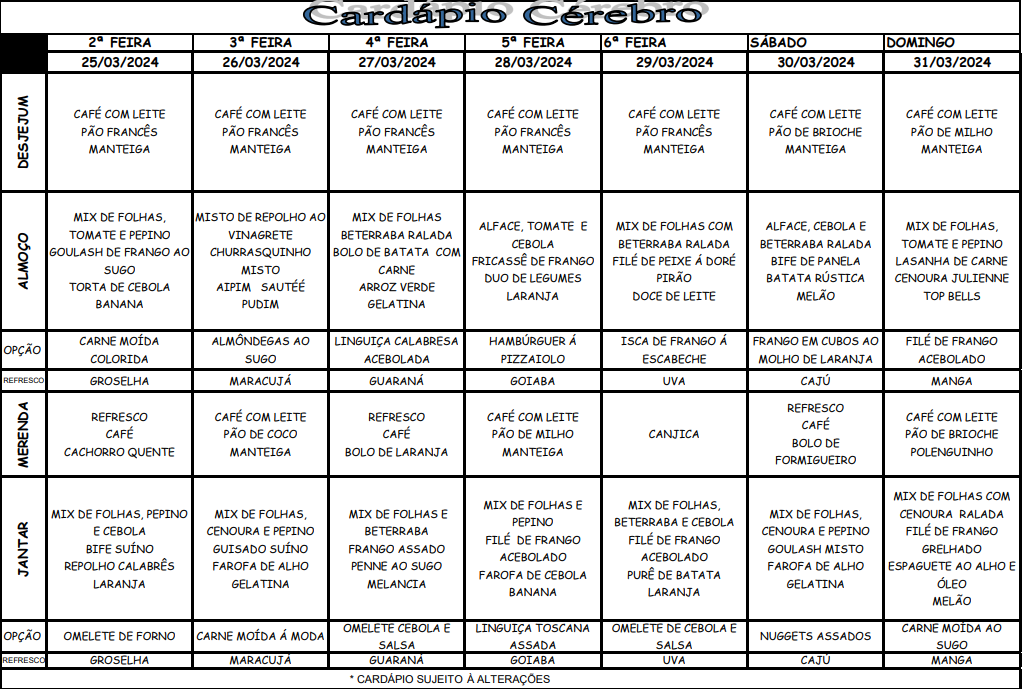 Cardápio Cérebro
2ª FEIRA 3ª FEIRA 4ª FEIRA 5ª FEIRA 6ª FEIRA SÁBADO DOMINGO
25/03/2024 26/03/2024 27/03/2024 28/03/2024 29/03/2024 30/03/2024 31/03/2024
DESJEJUM
CAFÉ COM LEITE
PÃO FRANCÊS
MANTEIGA
CAFÉ COM LEITE
PÃO FRANCÊS
MANTEIGA
CAFÉ COM LEITE
PÃO FRANCÊS
MANTEIGA
CAFÉ COM LEITE
PÃO FRANCÊS
MANTEIGA
CAFÉ COM LEITE
PÃO FRANCÊS
MANTEIGA
CAFÉ COM LEITE
PÃO DE BRIOCHE
MANTEIGA
CAFÉ COM LEITE
PÃO DE MILHO
MANTEIGA
ALMOÇO
MIX DE FOLHAS,
TOMATE E PEPINO
GOULASH DE FRANGO AO
SUGO
TORTA DE CEBOLA
BANANA
MISTO DE REPOLHO AO
VINAGRETE
CHURRASQUINHO
MISTO
AIPIM SAUTÉÉ
PUDIM
MIX DE FOLHAS
BETERRABA RALADA
BOLO DE BATATA COM
CARNE
ARROZ VERDE
GELATINA
ALFACE, TOMATE E
CEBOLA
FRICASSÊ DE FRANGO
DUO DE LEGUMES
LARANJA
MIX DE FOLHAS COM
BETERRABA RALADA
FILÉ DE PEIXE Á DORÉ
PIRÃO
DOCE DE LEITE
ALFACE, CEBOLA E
BETERRABA RALADA
BIFE DE PANELA
BATATA RÚSTICA
MELÃO
MIX DE FOLHAS,
TOMATE E PEPINO
LASANHA DE CARNE
CENOURA JULIENNE
TOP BELLS
OPÇÃO
CARNE MOÍDA
COLORIDA
ALMÔNDEGAS AO
SUGO
LINGUIÇA CALABRESA
ACEBOLADA
HAMBÚRGUER Á
PIZZAIOLO
ISCA DE FRANGO Á
ESCABECHE
FRANGO EM CUBOS AO
MOLHO DE LARANJA
FILÉ DE FRANGO
ACEBOLADO
REFRESCO GROSELHA MARACUJÁ GUARANÁ GOIABA UVA CAJÚ MANGA
MERENDA
REFRESCO
CAFÉ
CACHORRO QUENTE
CAFÉ COM LEITE
PÃO DE COCO
MANTEIGA
REFRESCO
CAFÉ
BOLO DE LARANJA
CAFÉ COM LEITE
PÃO DE MILHO
MANTEIGA
CANJICA
REFRESCO
CAFÉ
BOLO DE
FORMIGUEIRO
CAFÉ COM LEITE
PÃO DE BRIOCHE
POLENGUINHO
JANTAR
MIX DE FOLHAS, PEPINO
E CEBOLA
BIFE SUÍNO
REPOLHO CALABRÊS
LARANJA
MIX DE FOLHAS,
CENOURA E PEPINO
GUISADO SUÍNO
FAROFA DE ALHO
GELATINA
MIX DE FOLHAS E
BETERRABA
FRANGO ASSADO
PENNE AO SUGO
MELANCIA
MIX DE FOLHAS E
PEPINO
FILÉ DE FRANGO
ACEBOLADO
FAROFA DE CEBOLA
BANANA
MIX DE FOLHAS,
BETERRABA E CEBOLA
FILÉ DE FRANGO
ACEBOLADO
PURÊ DE BATATA
LARANJA
MIX DE FOLHAS,
CENOURA E PEPINO
GOULASH MISTO
FAROFA DE ALHO
GELATINA
MIX DE FOLHAS COM
CENOURA RALADA
FILÉ DE FRANGO
GRELHADO
ESPAGUETE AO ALHO E
ÓLEO
MELÃO
OPÇÃO
OMELETE DE FORNO
CARNE MOÍDA Á MODA
OMELETE CEBOLA E
SALSA
LINGUIÇA TOSCANA
ASSADA
OMELETE DE CEBOLA E
SALSA
NUGGETS ASSADOS
CARNE MOÍDO AO
SUGO
REFRESCO GROSELHA MARACUJÁ GUARANÁ GOIABA UVA CAJÚ MANGA
* CARDÁPIO SUJEITO À ALTERAÇÕES